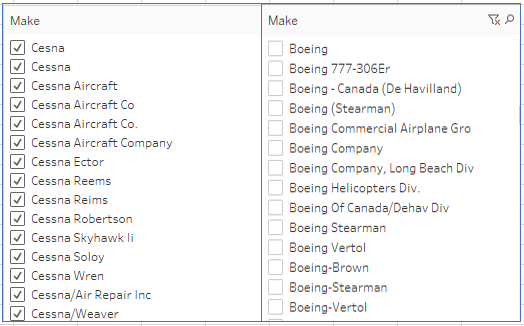 Make
Cesna
Cessna
Cessna Aircraft
Cessna Aircraft Co
Cessna Aircraft Co.
Cessna Aircraft Company
Cessna Ector
Cessna Reems
Cessna Reims
Cessna Robertson
Cessna Skyhawk Ii
Cessna Soloy
Cessna Wren
Cessna/Air Repair Inc
Cessna/Weaver
Make
Boeing
Boeing 777-306Er
Boeing - Canada (De Havilland)
Boeing (Stearman)
Boeing Commercial Airplane Gro
Boeing Company
Boeing Company, Long Beach Div
Boeing Helicopters Div.
Boeing Of Canada/Dehav Div
Boeing Stearman
Boeing Vertol
Boeing-Brown
Boeing-Stearman
Boeing-Vertol